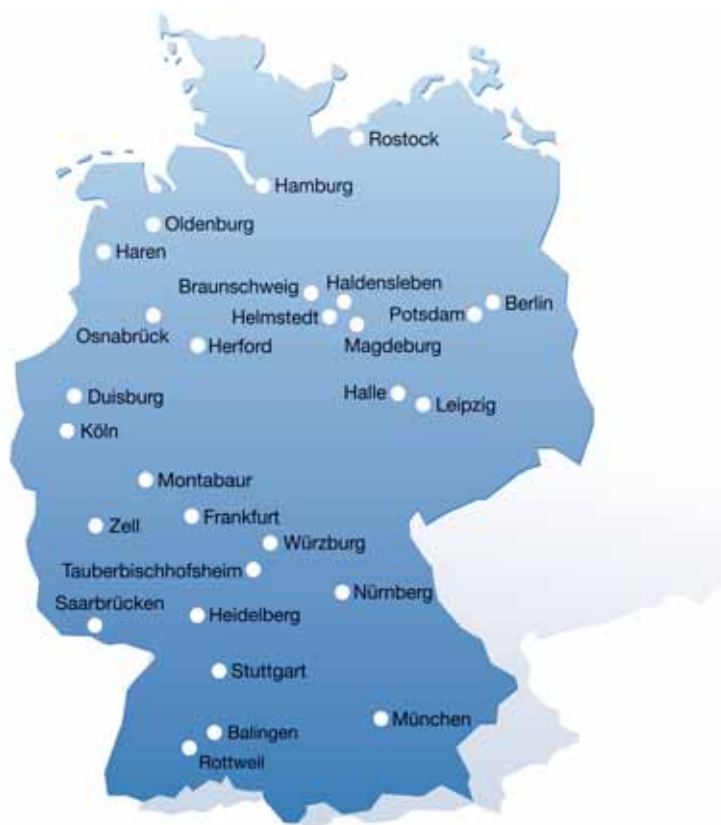 Rostock
Hamburg
Oldenburg
Haren
Braunschweig
Haldensleben
Berlin
Helmstedt
Potsdam
Osnabrück
Herford
Magdeburg
Duisburg
Halle
Leipzig
Köln
Montabaur
Zell
Frankfurt
Würzburg
Tauberbischhofsheim
Nürnberg
Saarbrücken
Heidelberg
Stuttgart
München
Balingen
Rottweil